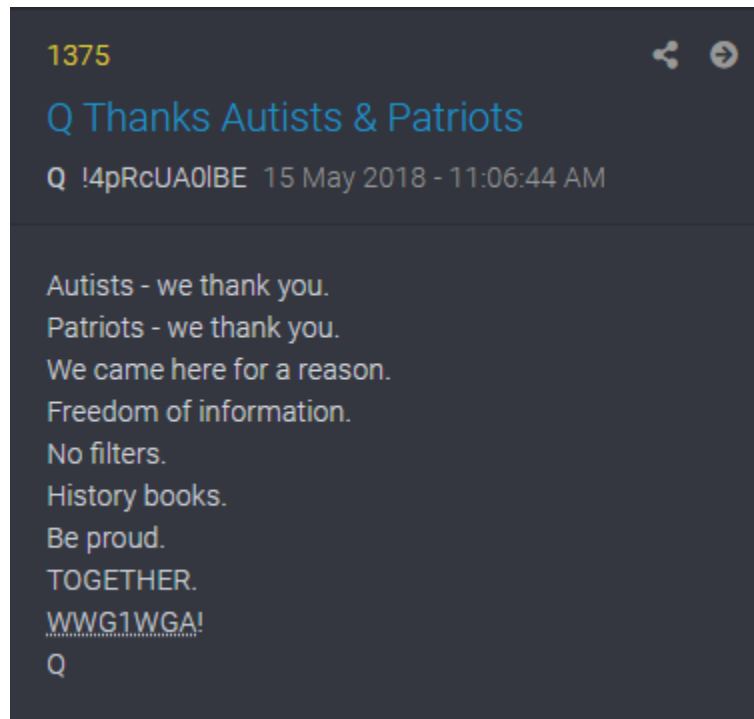 1375
Q Thanks Autists & Patriots
Q !4pRcUA0lBE 15 May 2018 - 11:06:44 AM
Autists - we thank you.
Patriots - we thank you.
We came here for a reason.
Freedom of information.
No filters.
History books.
Be proud.
TOGETHER.
WWG1WGA!
Q